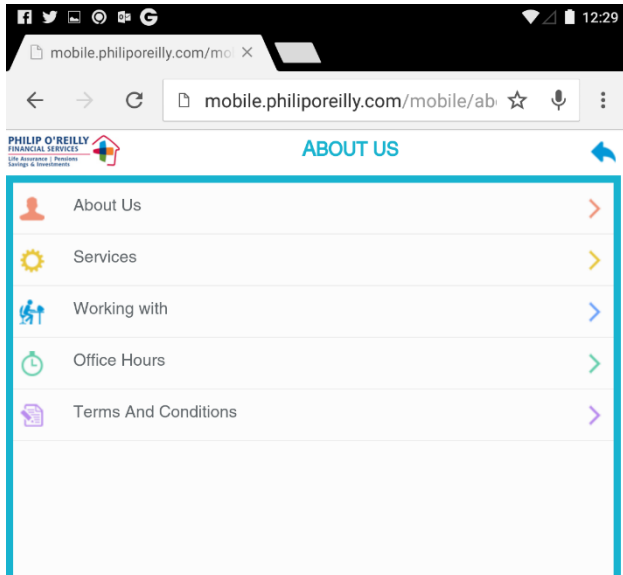 12:29
mobile.philiporeilly.com/mo
mobile.philiporeilly.com/mobile/ab
PHILIP O'REILLY
FINANCIAL SERVICES
Life Assurance | Pensions
Savings & Investments
ABOUT US
About Us
Services
Working with
Office Hours
Terms And Conditions